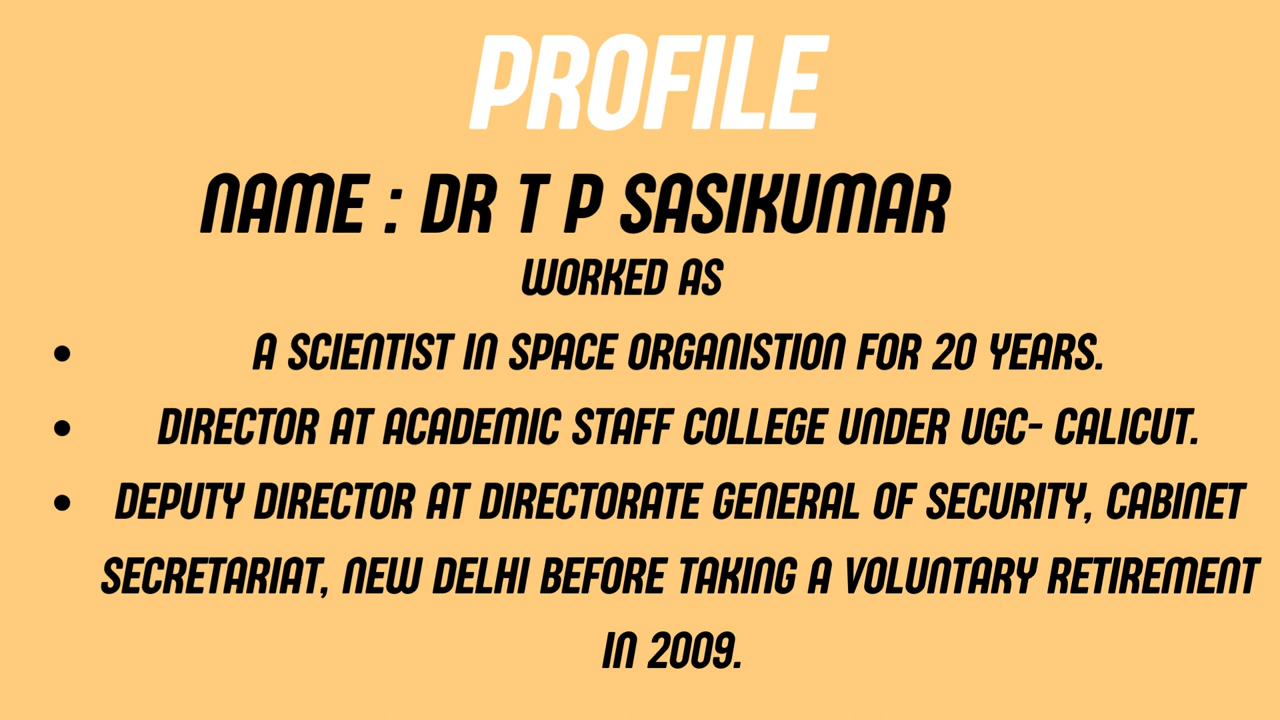 PROFILE
NAME : DR T P SASIKUMAR
WORKED AS
• A SCIENTIST IN SPACE ORGANISTION FOR 20 YEARS.
• DIRECTOR AT ACADEMIC STAFF COLLEGE UNDER UGC- CALICUT.
• DEPUTY DIRECTOR AT DIRECTORATE GENERAL OF SECURITY, CABINET
SECRETARIAT, NEW DELHI BEFORE TAKING A VOLUNTARY RETIREMENT
IN 2009.